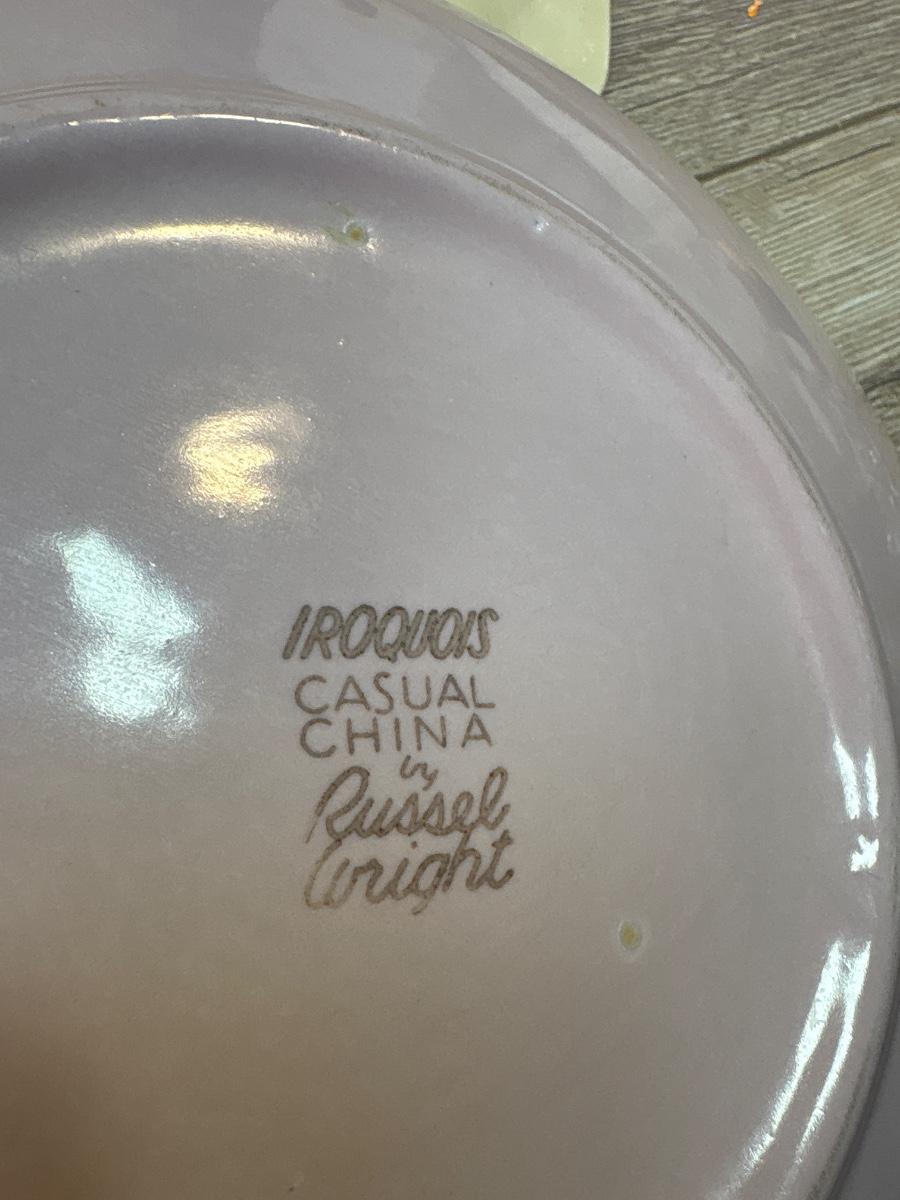 IROQUOIS
CASUAL
CHINA
by
Russel
Wright